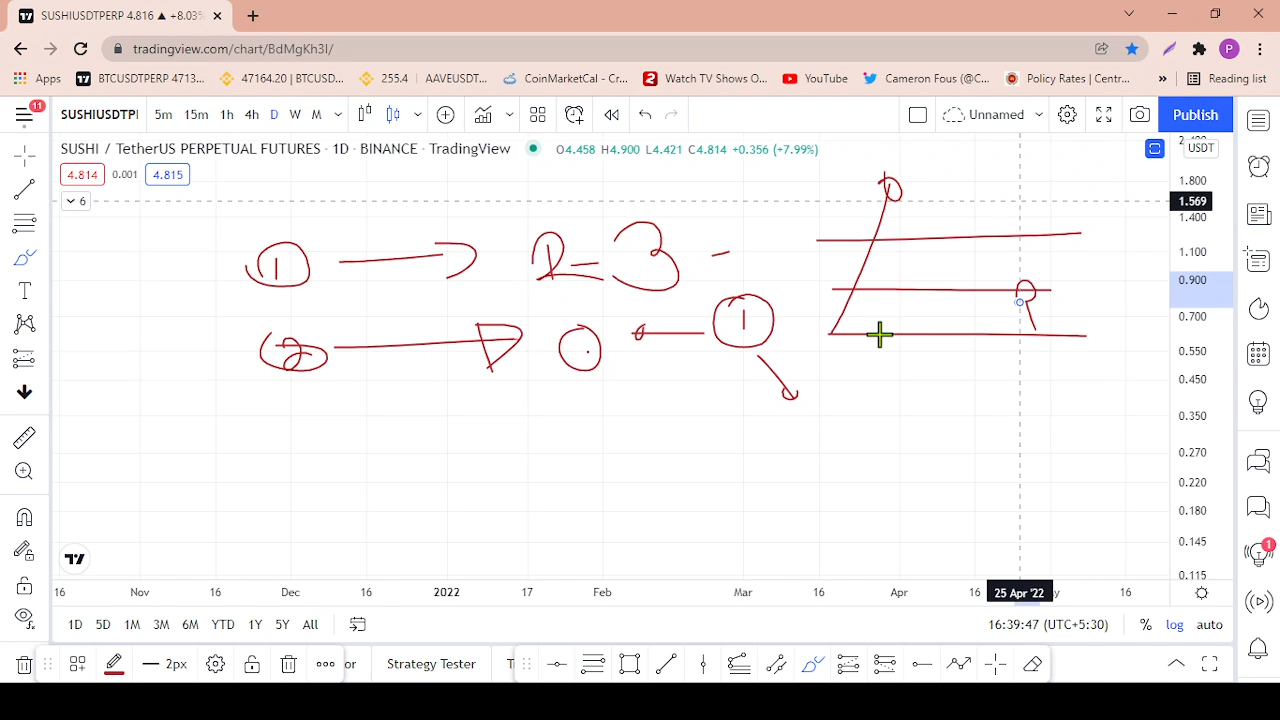 SUSHIUSDTPERP 4.816 ▲ +8.03%
tradingview.com/chart/BdMgKh3I/
P
Apps BTCUSDTPERP 4713... 47164.20 | BTCUSD... 255.4 AAVEUSDT... CoinMarketCal - Cr... Watch TV Shows O... YouTube Cameron Fous (@C... Policy Rates | Centr... » Reading list
11 SUSHIUSDTPI 5m 15m 1h 4h D W M Unnamed Publish
SUSHI / TetherUS PERPETUAL FUTURES · 1D · BINANCE · TradingView O4.458 H4.900 L4.421 C4.814 +0.356 (+7.99%) USDT
4.814 0.001 4.815
6
2.400
1.800
1.569
1.400
1.100
0.900
0.700
0.550
0.450
0.350
0.270
0.220
0.180
0.145
0.115
1 2-3 -
2 0 1
R
16 Nov 16 Dec 16 2022 17 Feb Mar 16 Apr 16 25 Apr '22 16
1D 5D 1M 3M 6M YTD 1Y 5Y All 16:39:47 (UTC+5:30) % log auto
2px or Strategy Tester T
1